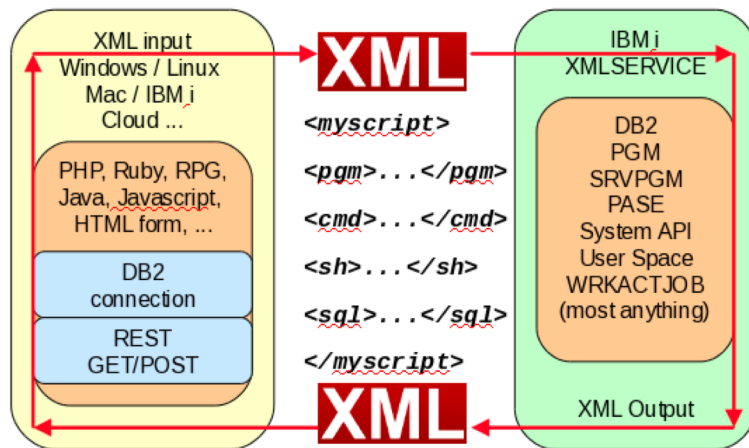 XML input
Windows / Linux
Mac / IBM i
Cloud ...
PHP, Ruby, RPG,
Java, Javascript,
HTML form, ...
DB2
connection
REST
GET/POST
XML
<myscript>
<pgm>...</pgm>
<cmd>...</cmd>
<sh>...</sh>
<sql>...</sql>
</myscript>
XML
IBM i
XMLSERVICE
DB2
PGM
SRVPGM
PASE
System API
User Space
WRKACTJOB
(most anything)
XML Output